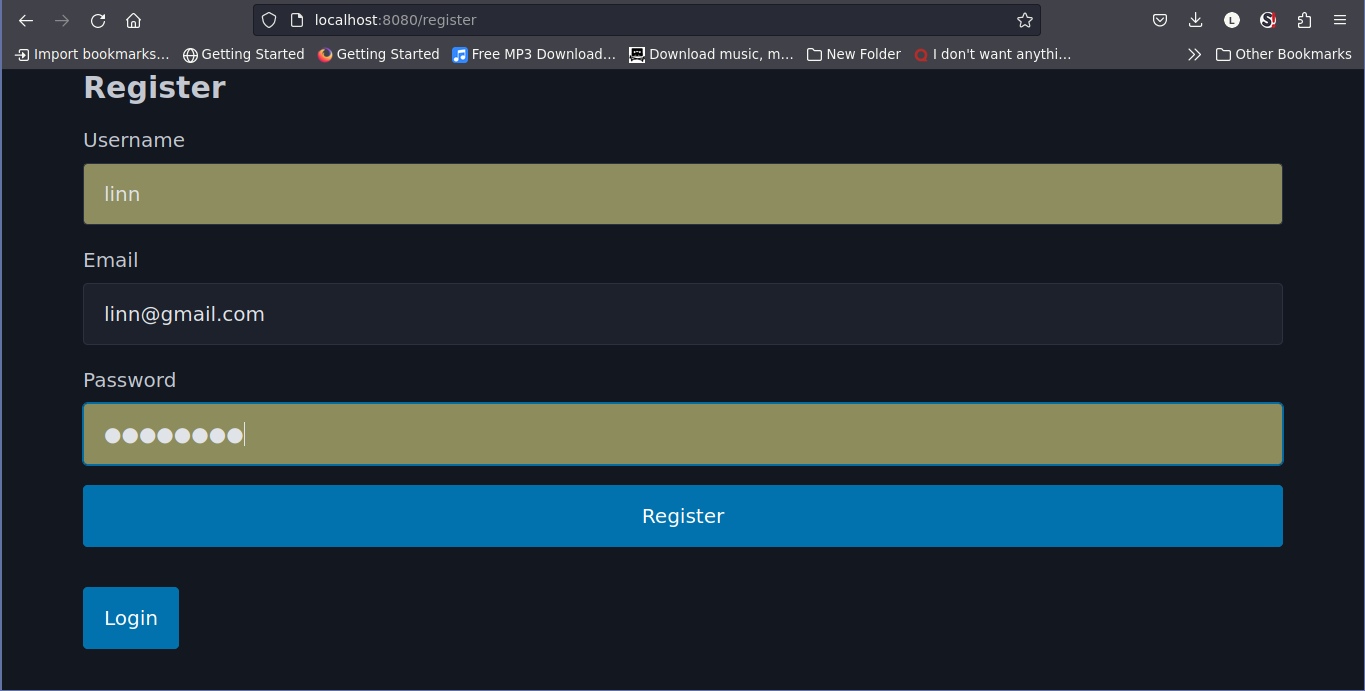 localhost:8080/register
L
Import bookmarks... Getting Started Getting Started Free MP3 Download... Download music, m... New Folder I don't want anythi... Other Bookmarks
Register
Username
linn
Email
linn@gmail.com
Password
●●●●●●●●
Register
Login